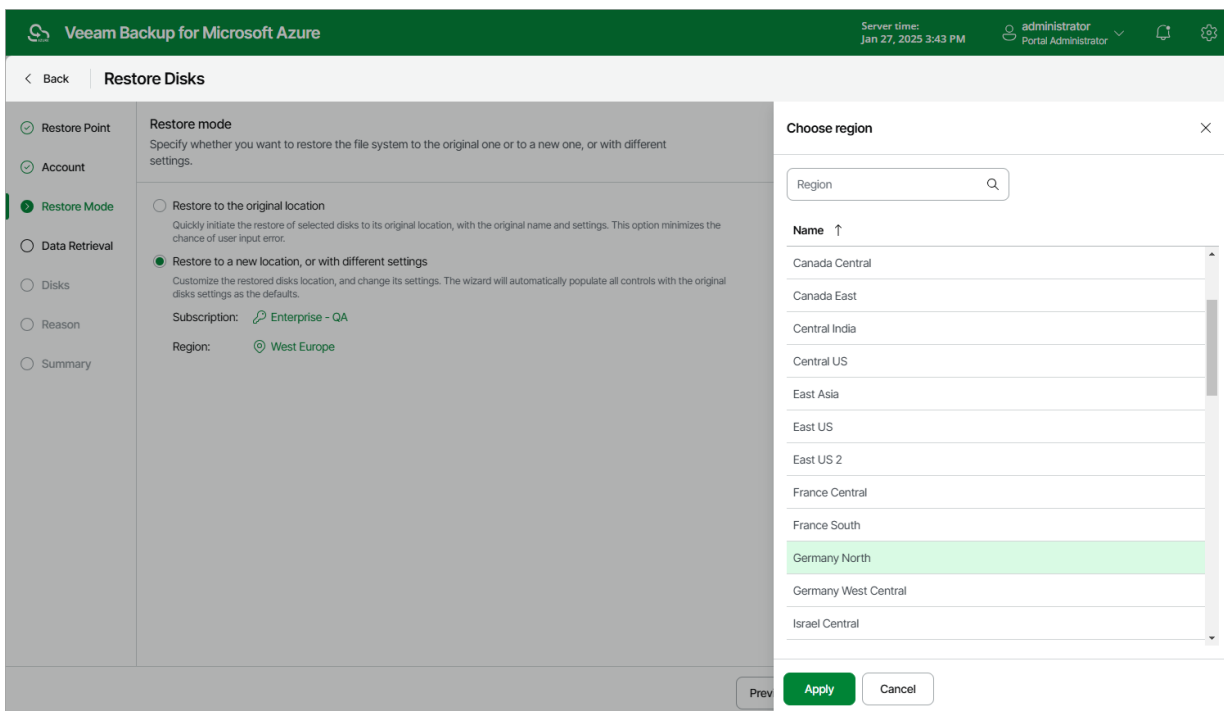 Veeam Backup for Microsoft Azure
Server time:
Jan 27, 2025 3:43 PM
administrator
Portal Administrator
Back
Restore Disks
Restore Point
Account
Restore Mode
Data Retrieval
Disks
Reason
Summary
Restore mode
Specify whether you want to restore the file system to the original one or to a new one, or with different
settings.
Restore to the original location
Quickly initiate the restore of selected disks to its original location, with the original name and settings. This option minimizes the
chance of user input error.
Restore to a new location, or with different settings
Customize the restored disks location, and change its settings. The wizard will automatically populate all controls with the original
disks settings as the defaults.
Subscription: Enterprise - QA
Region: West Europe
Prev
Choose region
Region
Name ↑
Canada Central
Canada East
Central India
Central US
East Asia
East US
East US 2
France Central
France South
Germany North
Germany West Central
Israel Central
Apply Cancel